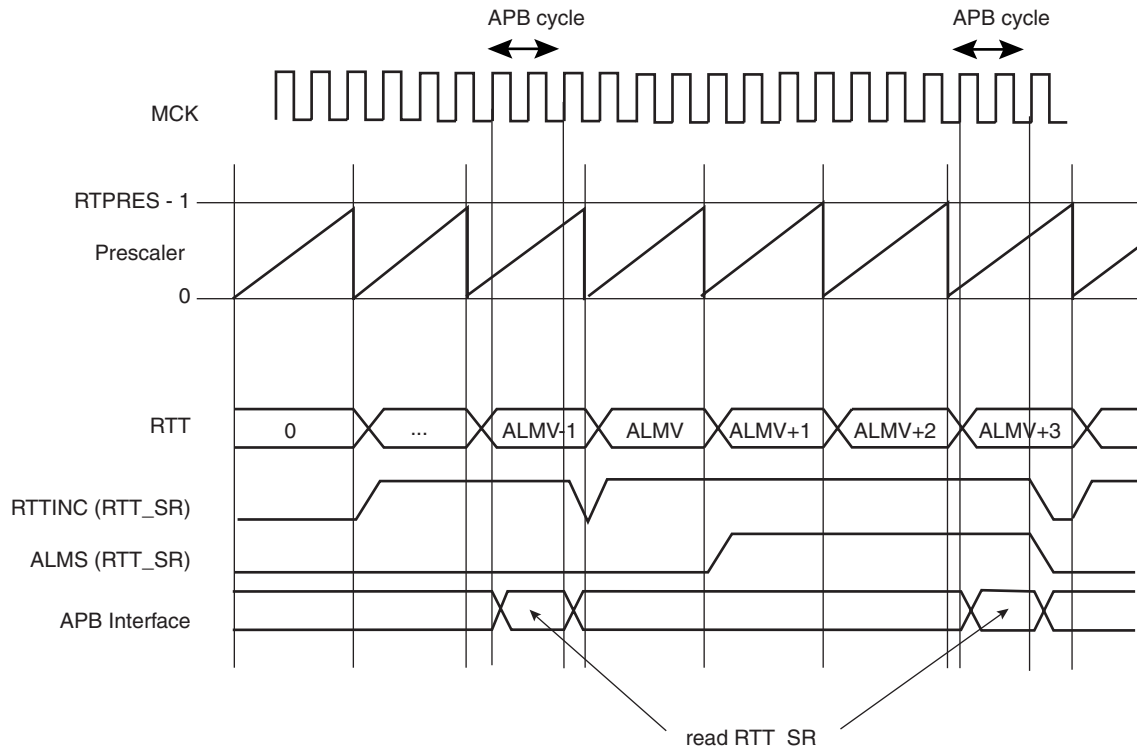 APB cycle APB cycle
MCK
RTPRES - 1
Prescaler
0
RTT 0 ... ALMV-1 ALMV ALMV+1 ALMV+2 ALMV+3
RTTINC (RTT_SR)
ALMS (RTT_SR)
APB Interface
read RTT_SR